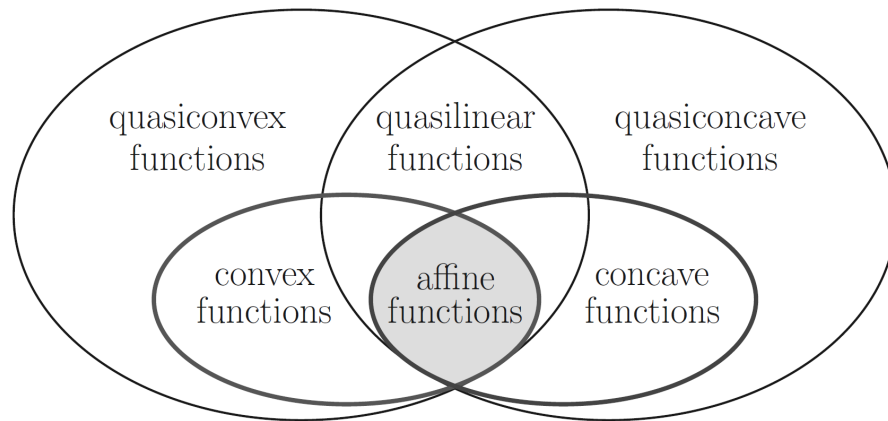 quasiconvex
functions
quasilinear
functions
quasiconcave
functions
convex
functions
affine
functions
concave
functions